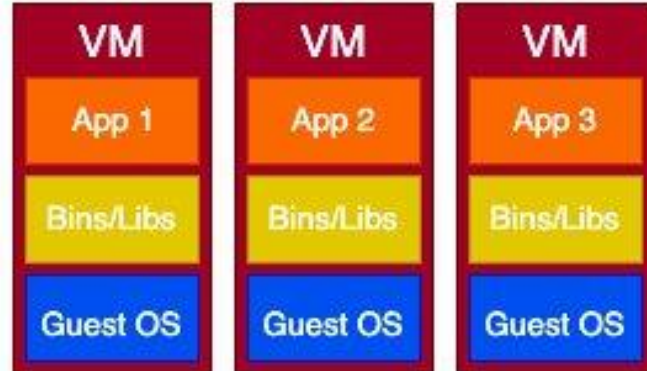 VM VM VM
App 1 App 2 App 3
Bins/Libs Bins/Libs Bins/Libs
Guest OS Guest OS Guest OS